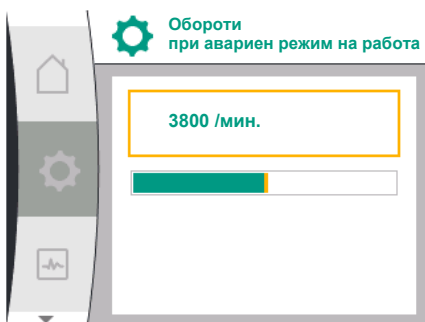 Обороти
при авариен режим на работа
3800 /мин.